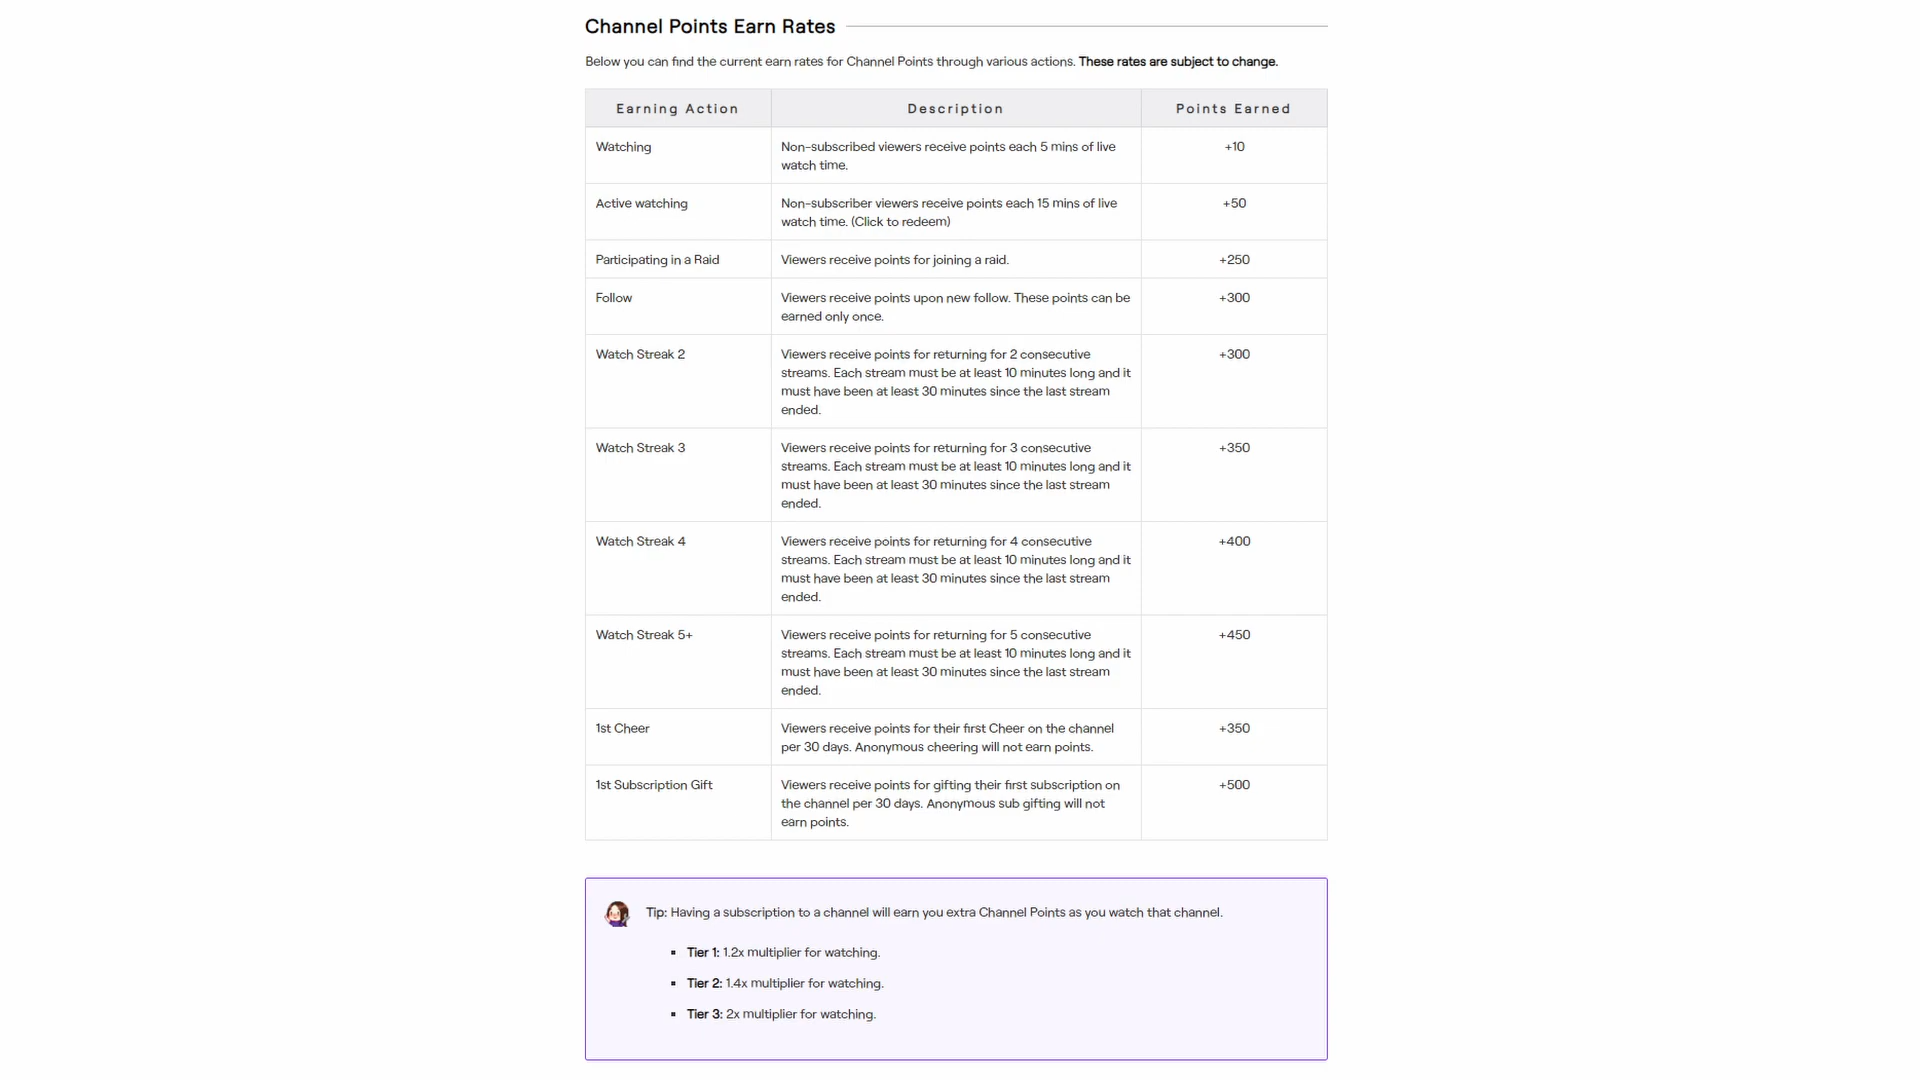 Channel Points Earn Rates
Below you can find the current earn rates for Channel Points through various actions. These rates are subject to change.
Earning Action Description Points Earned
Watching Non-subscribed viewers receive points each 5 mins of live +10
watch time.
Active watching Non-subscriber viewers receive points each 15 mins of live +50
watch time. (Click to redeem)
Participating in a Raid Viewers receive points for joining a raid. +250
Follow Viewers receive points upon new follow. These points can be +300
earned only once.
Watch Streak 2 Viewers receive points for returning for 2 consecutive +300
streams. Each stream must be at least 10 minutes long and it
must have been at least 30 minutes since the last stream
ended.
Watch Streak 3 Viewers receive points for returning for 3 consecutive +350
streams. Each stream must be at least 10 minutes long and it
must have been at least 30 minutes since the last stream
ended.
Watch Streak 4 Viewers receive points for returning for 4 consecutive +400
streams. Each stream must be at least 10 minutes long and it
must have been at least 30 minutes since the last stream
ended.
Watch Streak 5+ Viewers receive points for returning for 5 consecutive +450
streams. Each stream must be at least 10 minutes long and it
must have been at least 30 minutes since the last stream
ended.
1st Cheer Viewers receive points for their first Cheer on the channel +350
per 30 days. Anonymous cheering will not earn points.
1st Subscription Gift Viewers receive points for gifting their first subscription on +500
the channel per 30 days. Anonymous sub gifting will not
earn points.
Tip: Having a subscription to a channel will earn you extra Channel Points as you watch that channel.
▪ Tier 1: 1.2x multiplier for watching.
▪ Tier 2: 1.4x multiplier for watching.
▪ Tier 3: 2x multiplier for watching.